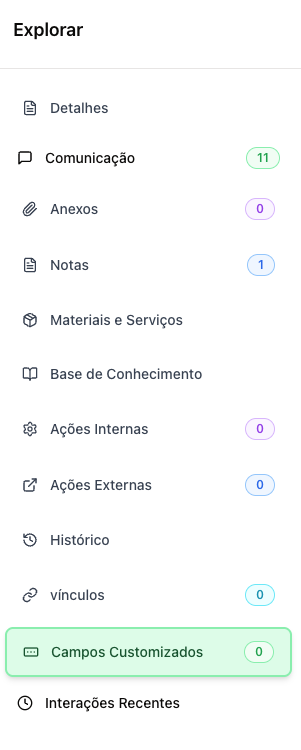 Explorar
Detalhes
Comunicação 11
Anexos 0
Notas 1
Materiais e Serviços
Base de Conhecimento
Ações Internas 0
Ações Externas 0
Histórico
vínculos 0
Campos Customizados 0
Interações Recentes